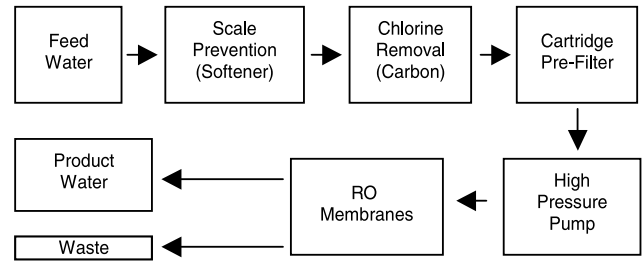 Feed
Water
Scale
Prevention
(Softener)
Chlorine
Removal
(Carbon)
Cartridge
Pre-Filter
High
Pressure
Pump
RO
Membranes
Product
Water
Waste